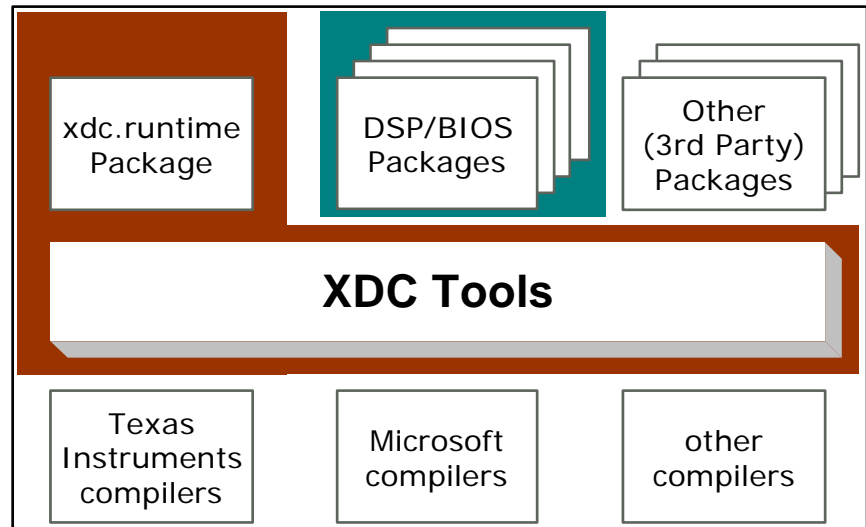 xdc.runtime
Package
DSP/BIOS
Packages
Other
(3rd Party)
Packages
XDC Tools
Texas
Instruments
compilers
Microsoft
compilers
other
compilers